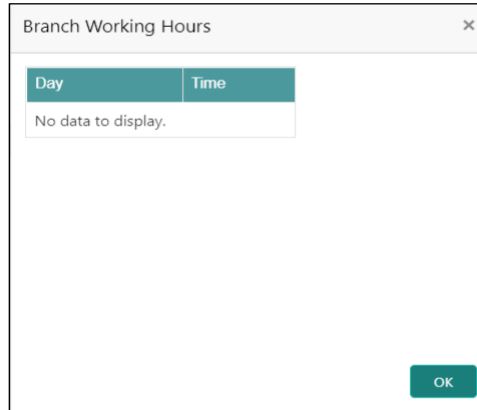 Branch Working Hours ×
Day Time
No data to display.
OK